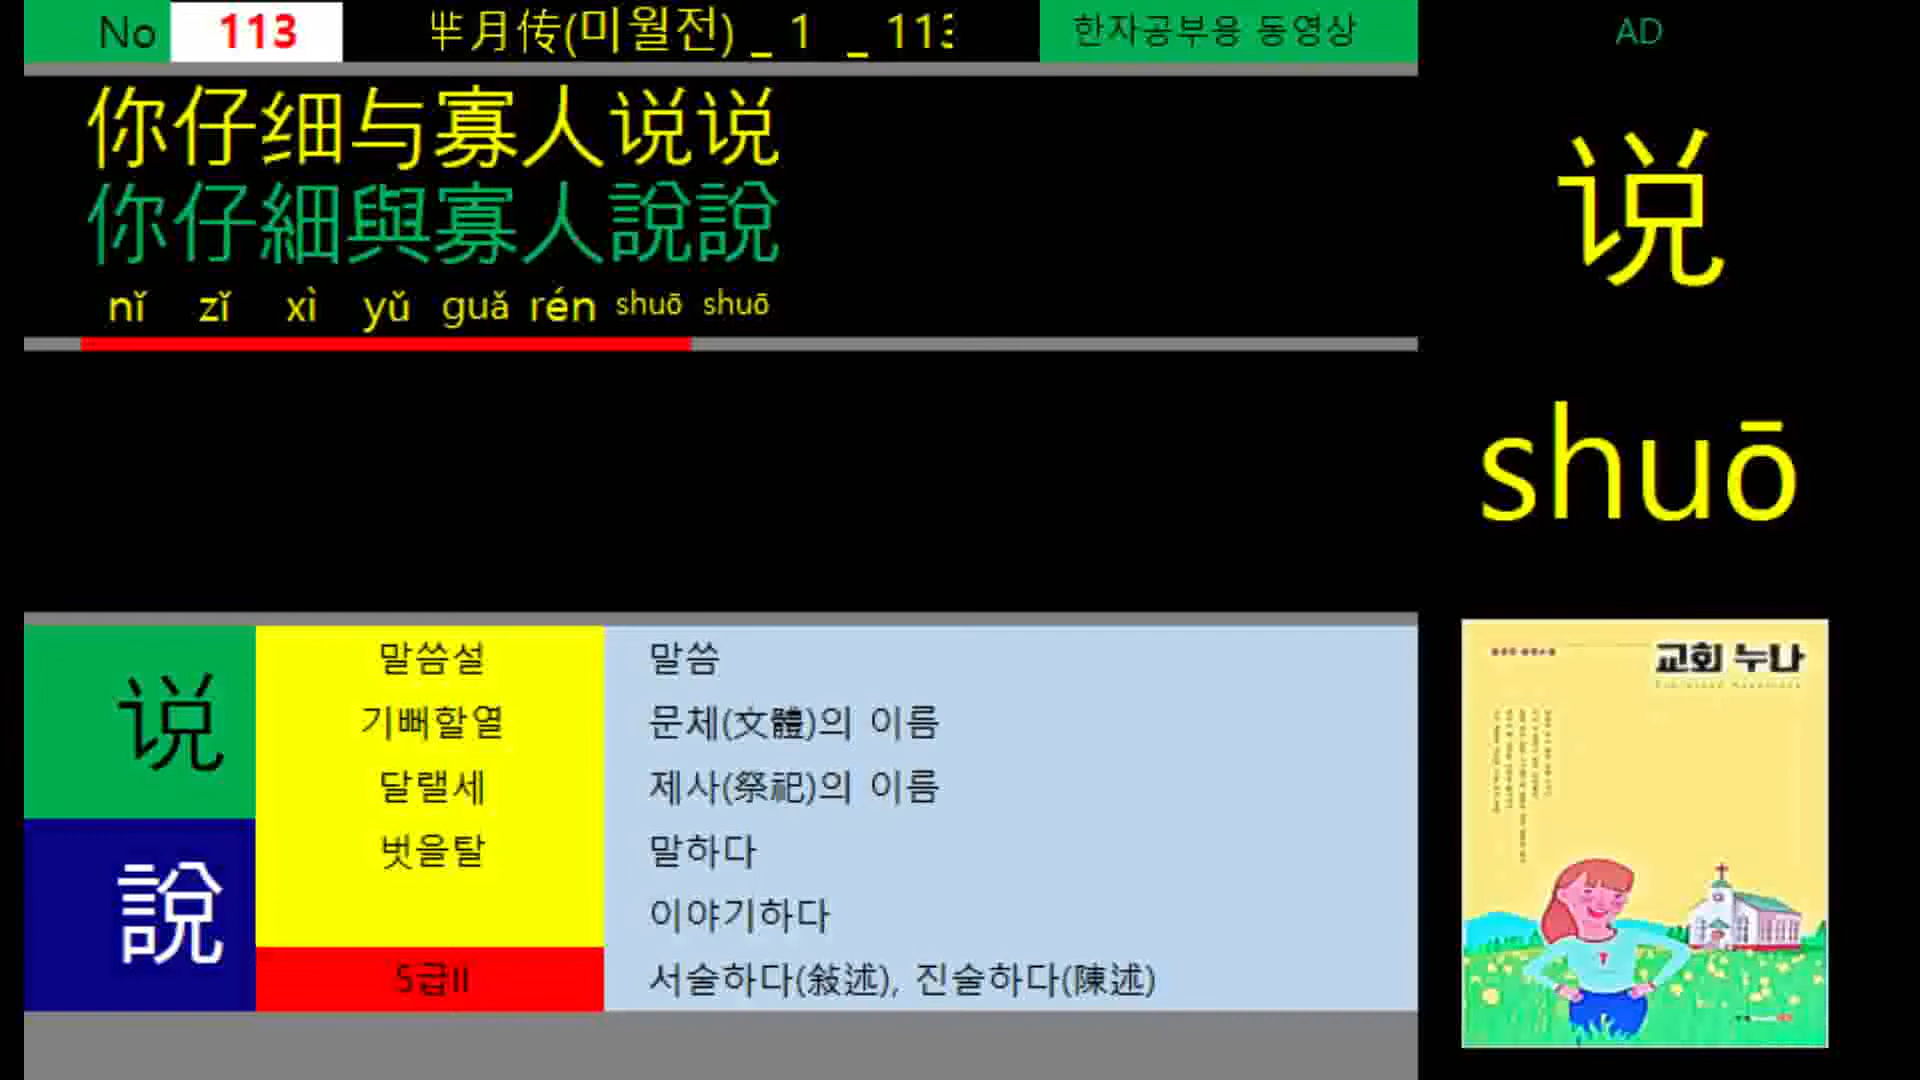 No 113 芈月传(미월전) _ 1 _ 113 한자공부용 동영상
AD
你仔细与寡人说说
你仔細與寡人說說
nǐ zǐ xì yǔ guǎ rén shuō shuō
说
shuō
说
說
말씀설
기뻐할열
달랠세
벗을탈
5급II
말씀
문체(文體)의 이름
제사(祭祀)의 이름
말하다
이야기하다
서술하다(敍述), 진술하다(陳述)
교회 누나